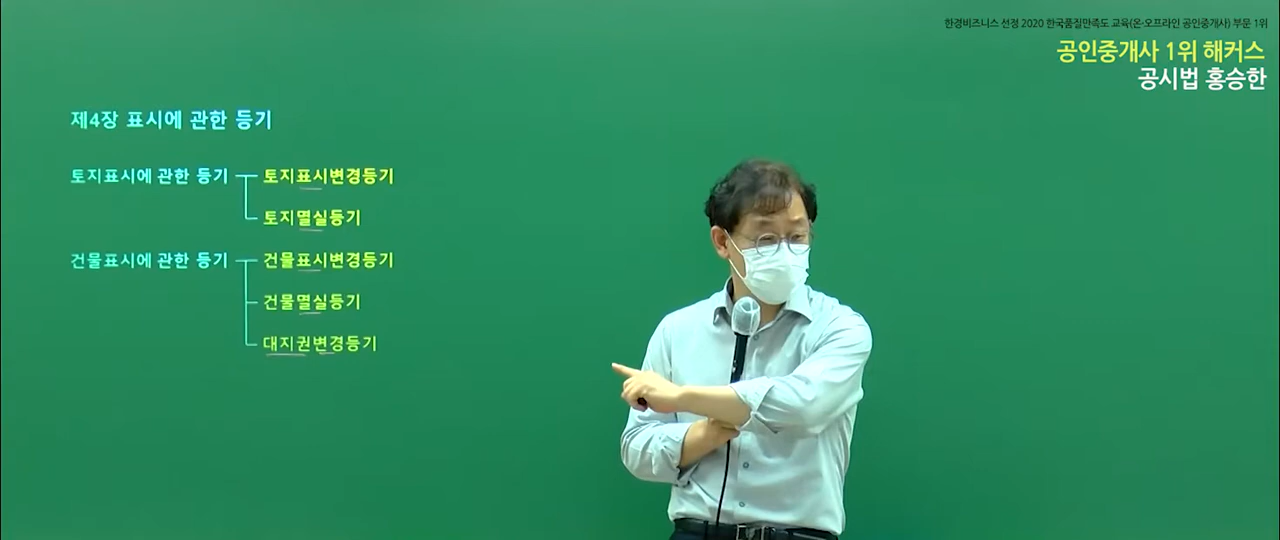 한경비즈니스 선정 2020 한국품질만족도 교육(온·오프라인 공인중개사) 부문 1위
공인중개사 1위 해커스
공시법 홍승한
제4장 표시에 관한 등기
토지표시에 관한 등기
토지표시변경등기
토지멸실등기
건물표시에 관한 등기
건물표시변경등기
건물멸실등기
대지권변경등기